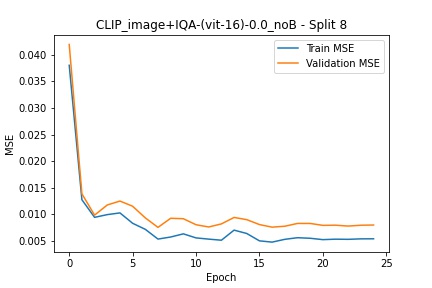 CLIP_image+IQA-(vit-16)-0.0_noB - Split 8
Train MSE
Validation MSE
0.040
0.035
0.030
0.025
0.020
0.015
0.010
0.005
MSE
0 5 10 15 20 25
Epoch